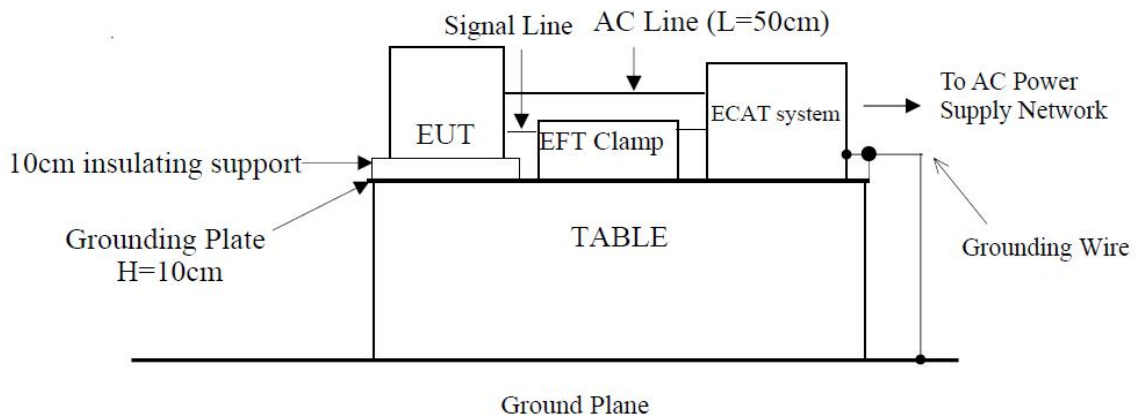 Signal Line
AC Line (L=50cm)
To AC Power
Supply Network
ECAT system
EUT
EFT Clamp
10cm insulating support
Grounding Plate
H=10cm
TABLE
Grounding Wire
Ground Plane